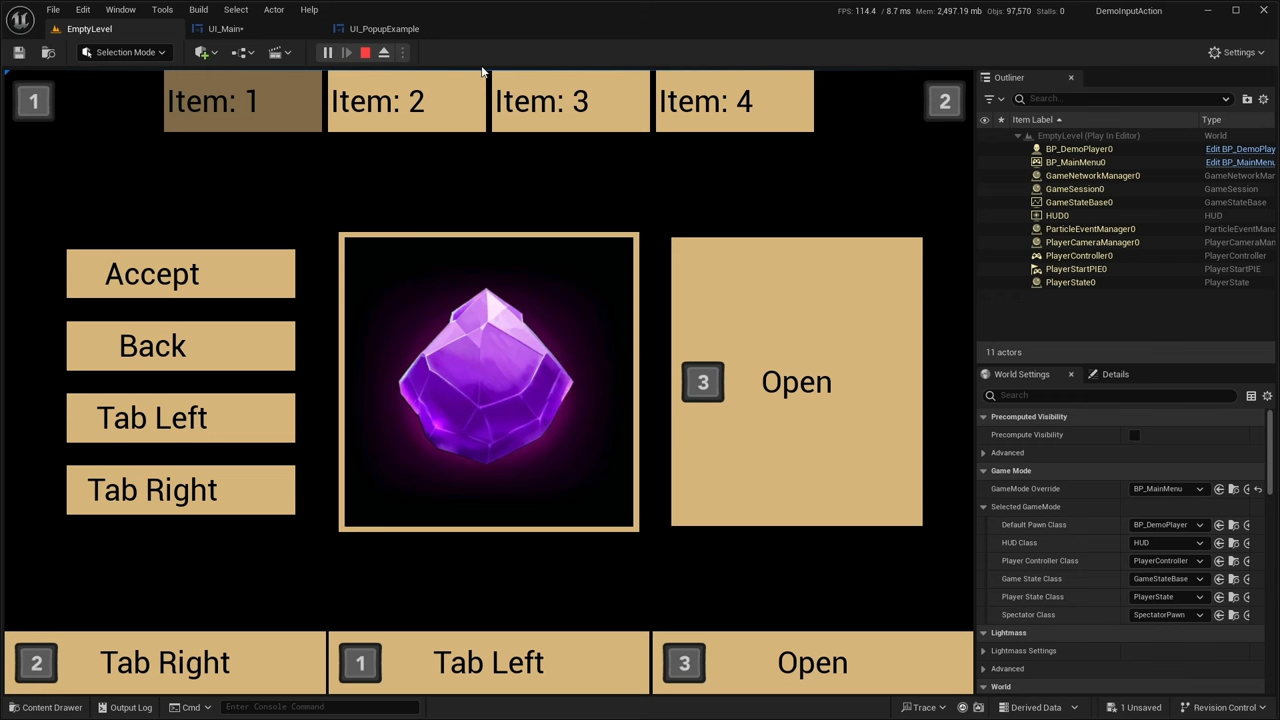 File Edit Window Tools Build Select Actor Help
FPS: 114.4 / 8.7 ms Mem: 2,497.19 mb Objs: 97,570 Stalls: 0
DemoInputAction
EmptyLevel
UI_Main*
UI_PopupExample
Selection Mode
Settings
1
Item: 1
Item: 2
Item: 3
Item: 4
2
Accept
Back
Tab Left
Tab Right
3
Open
2 Tab Right
1 Tab Left
3 Open
Outliner
Search...
Item Label Type
EmptyLevel (Play In Editor) World
BP_DemoPlayer0 Edit BP_DemoPlay
BP_MainMenu0 Edit BP_MainMenu
GameNetworkManager0 GameNetworkMar
GameSession0 GameSession
GameStateBase0 GameStateBase
HUD0 HUD
ParticleEventManager0 ParticleEventMana
PlayerCameraManager0 PlayerCameraMan
PlayerController0 PlayerController
PlayerStartPIE0 PlayerStartPIE
PlayerState0 PlayerState
11 actors
World Settings
Details
Search
Precomputed Visibility
Precompute Visibility
Advanced
Game Mode
GameMode Override BP_MainMenu
Selected GameMode
Default Pawn Class BP_DemoPlayer
HUD Class HUD
Player Controller Class PlayerController
Game State Class GameStateBase
Player State Class PlayerState
Spectator Class SpectatorPawn
Lightmass
Lightmass Settings
Advanced
World
Content Drawer
Output Log
Cmd
Enter Console Command
Trace
Derived Data
1 Unsaved
Revision Control